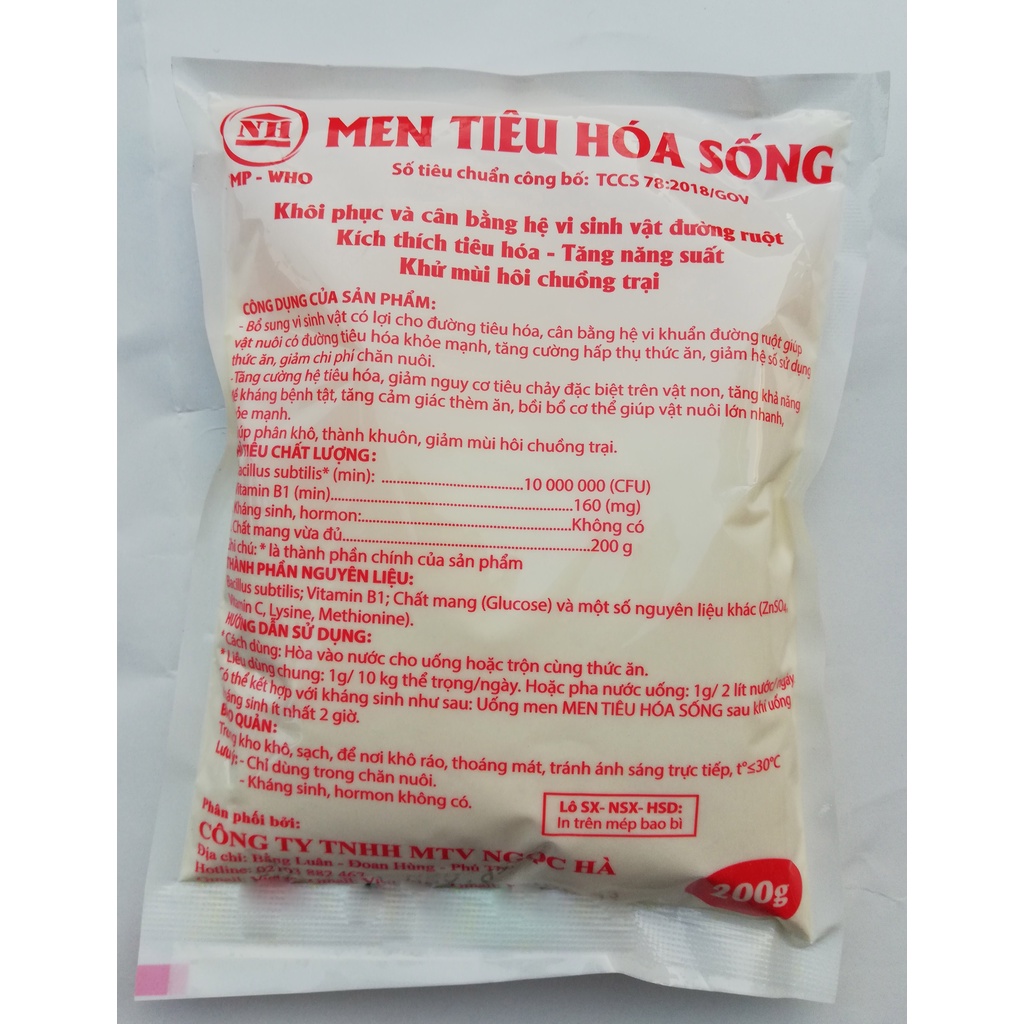 NH
MEN TIÊU HÓA SỐNG
MP - WHO
Số tiêu chuẩn công bố: TCCS 78:2018/GOV
Khôi phục và cân bằng hệ vi sinh vật đường ruột
Kích thích tiêu hóa - Tăng năng suất
Khử mùi hôi chuồng trại
CÔNG DỤNG CỦA SẢN PHẨM:
- Bổ sung vi sinh vật có lợi cho đường tiêu hóa, cân bằng hệ vi khuẩn đường ruột giúp
vật nuôi có đường tiêu hóa khỏe mạnh, tăng cường hấp thụ thức ăn, giảm hệ số sử dụng
thức ăn, giảm chi phí chăn nuôi.
-Tăng cường hệ tiêu hóa, giảm nguy cơ tiêu chảy đặc biệt trên vật non, tăng khả năng
đề kháng bệnh tật, tăng cảm giác thèm ăn, bồi bổ cơ thể giúp vật nuôi lớn nhanh,
khỏe mạnh.
giúp phân khô, thành khuôn, giảm mùi hôi chuồng trại.
CHỈ TIÊU CHẤT LƯỢNG:
Bacillus subtilis* (min): ..................................10 000 000 (CFU)
Vitamin B1 (min)..........................................................160 (mg)
Kháng sinh, hormon:..................................................Không có
Chất mang vừa đủ...........................................................200 g
Ghi chú: * là thành phần chính của sản phẩm
THÀNH PHẦN NGUYÊN LIỆU:
Bacillus subtilis; Vitamin B1; Chất mang (Glucose) và một số nguyên liệu khác (ZnSO₄,
Vitamin C, Lysine, Methionine).
HƯỚNG DẪN SỬ DỤNG:
* Cách dùng: Hòa vào nước cho uống hoặc trộn cùng thức ăn.
* Liều dùng chung: 1g/ 10 kg thể trọng/ngày. Hoặc pha nước uống: 1g/ 2 lít nước/ngày
Có thể kết hợp với kháng sinh như sau: Uống men MEN TIÊU HÓA SỐNG sau khi uống
kháng sinh ít nhất 2 giờ.
BẢO QUẢN:
Trong kho khô, sạch, để nơi khô ráo, thoáng mát, tránh ánh sáng trực tiếp, t°≤30°C
Lưu ý: - Chỉ dùng trong chăn nuôi.
- Kháng sinh, hormon không có.
Lô SX- NSX- HSD:
In trên mép bao bì
Phân phối bởi:
CÔNG TY TNHH MTV NGỌC HÀ
Địa chỉ: Bằng Luân - Đoan Hùng - Phú
Hotline:
200g